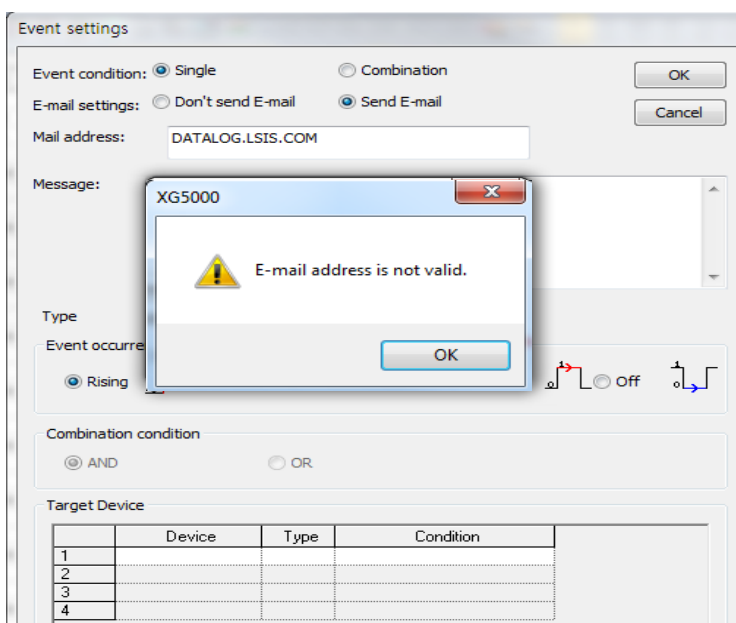 Event settings
Event condition: Single Combination OK
E-mail settings: Don't send E-mail Send E-mail Cancel
Mail address: DATALOG.LSIS.COM
Message:
XG5000
E-mail address is not valid.
OK
Type
Event occurre
Rising Off
Combination condition
AND OR
Target Device
Device Type Condition
1
2
3
4